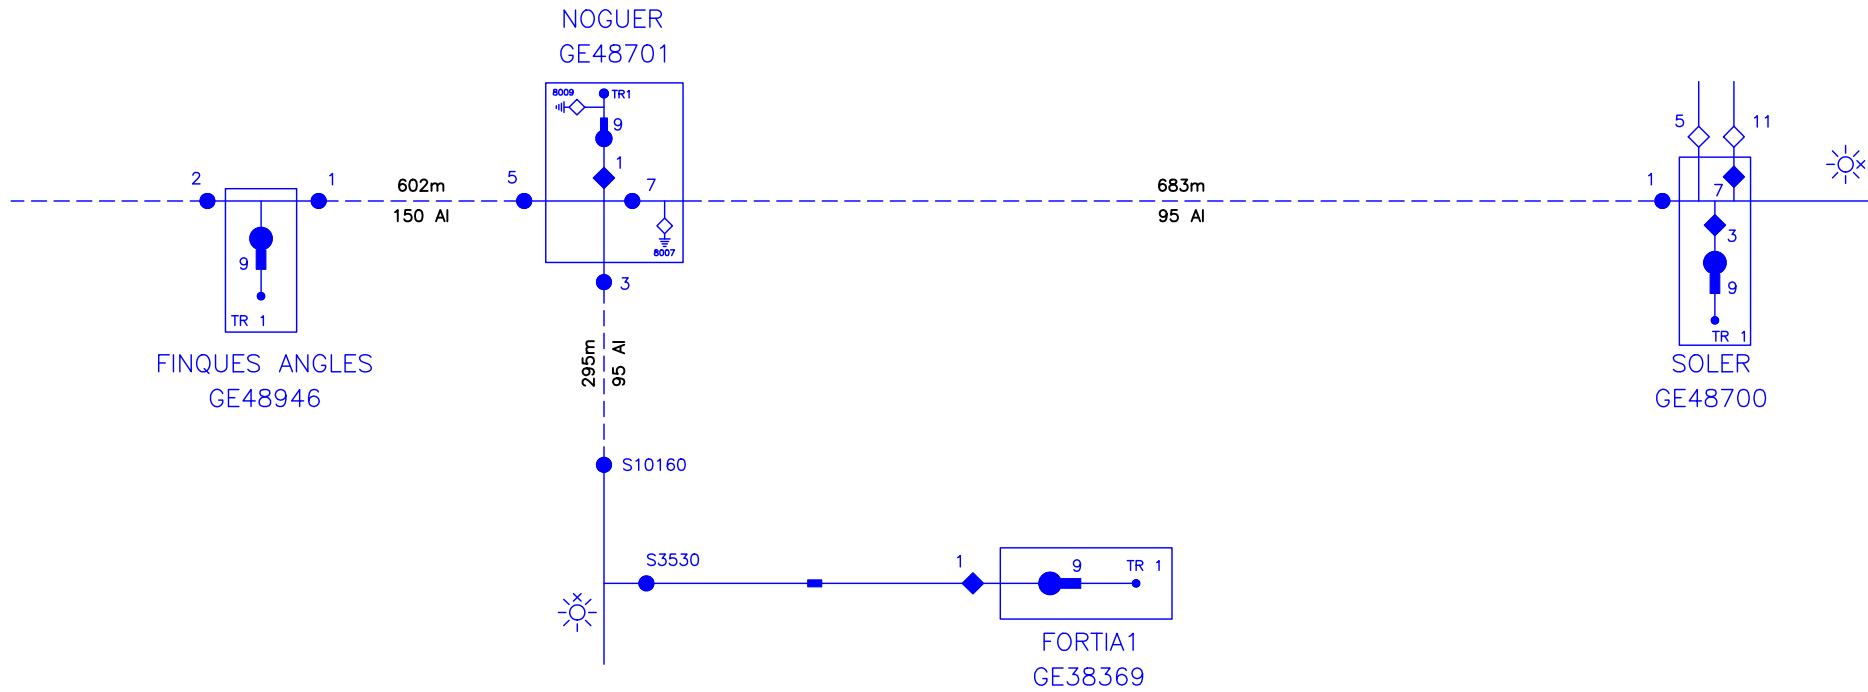 NOGUER
GE48701
8009
TR1
9
1
5
7
8007
3
2
1
602m
150 Al
9
TR 1
FINQUES ANGLES
GE48946
683m
95 Al
5
11
1
7
3
9
TR 1
SOLER
GE48700
295m
95 Al
S10160
S3530
1
9
TR 1
FORTIA1
GE38369